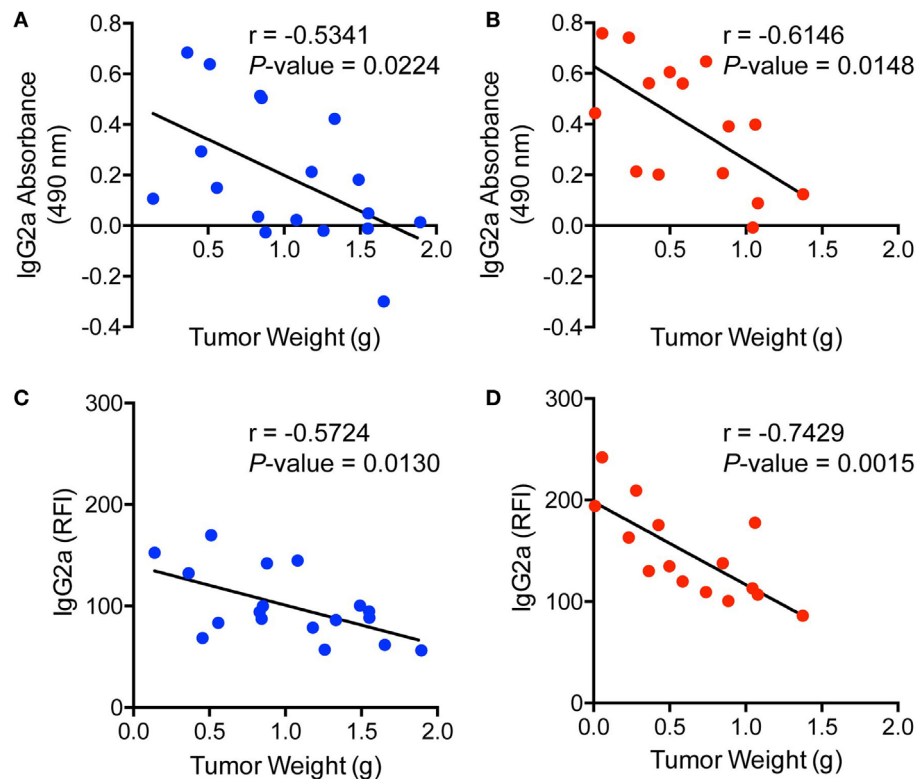 A
r = -0.5341
P-value = 0.0224
IgG2a Absorbance
(490 nm)
0.8
0.6
0.4
0.2
0.0
-0.2
-0.4
0.5
1.0
1.5
2.0
Tumor Weight (g)
B
r = -0.6146
P-value = 0.0148
IgG2a Absorbance
(490 nm)
0.8
0.6
0.4
0.2
0.0
-0.2
-0.4
0.5
1.0
1.5
2.0
Tumor Weight (g)
C
r = -0.5724
P-value = 0.0130
IgG2a (RFI)
300
200
100
0
0.0
0.5
1.0
1.5
2.0
Tumor Weight (g)
D
r = -0.7429
P-value = 0.0015
IgG2a (RFI)
300
200
100
0
0.0
0.5
1.0
1.5
2.0
Tumor Weight (g)